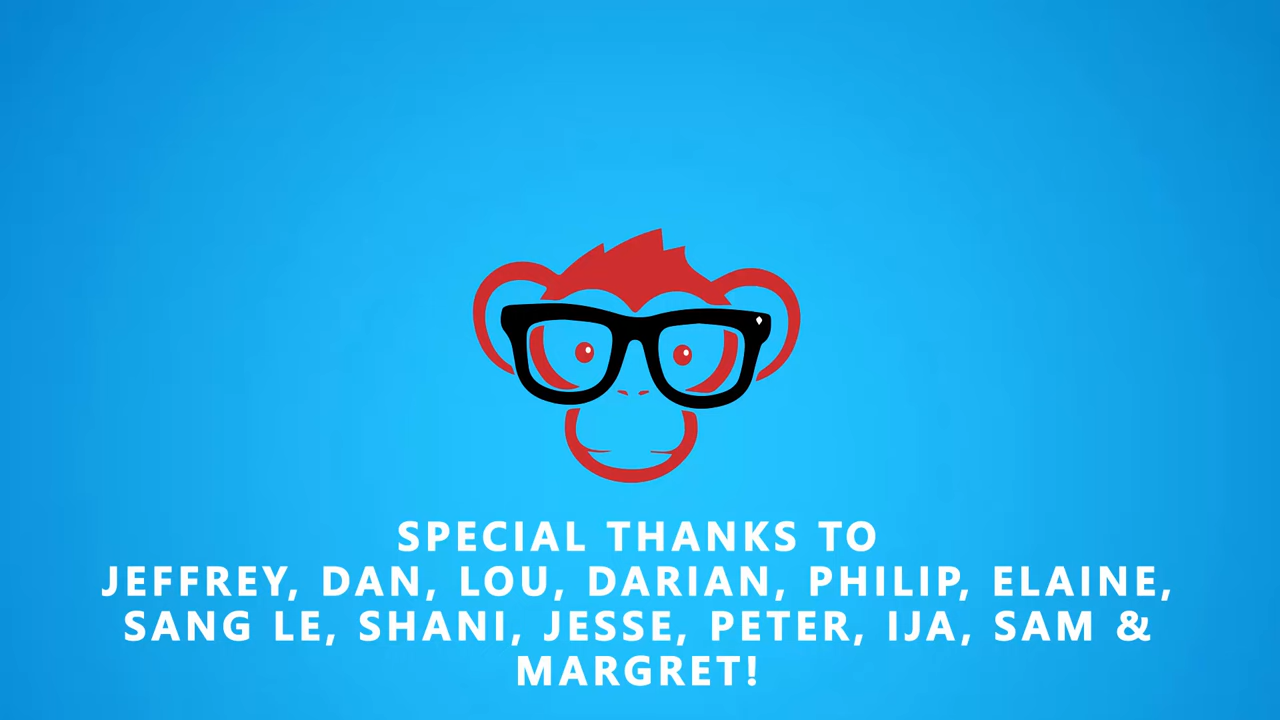 SPECIAL THANKS TO
JEFFREY, DAN, LOU, DARIAN, PHILIP, ELAINE,
SANG LE, SHANI, JESSE, PETER, IJA, SAM &
MARGRET!